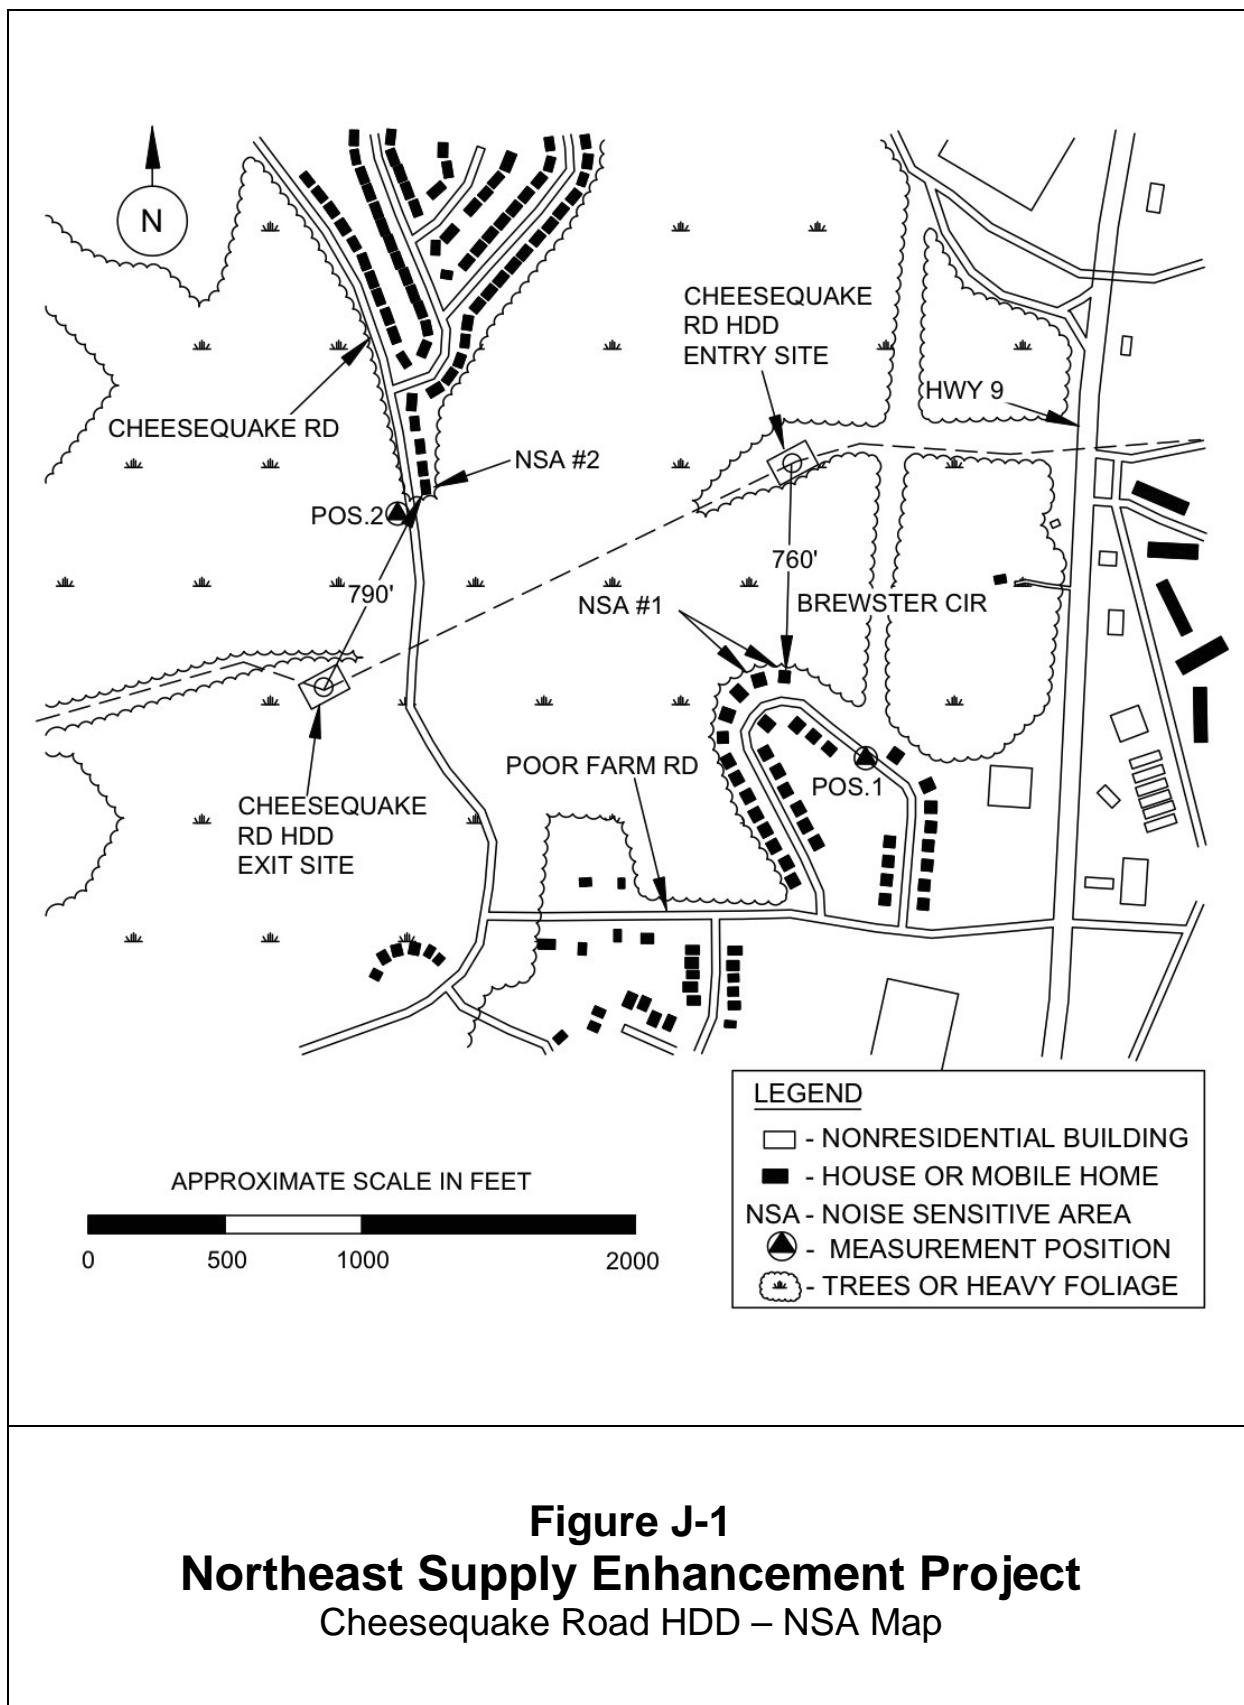 N
CHEESEQUAKE
RD HDD
ENTRY SITE
HWY 9
CHEESEQUAKE RD
NSA #2
POS.2
760'
790'
NSA #1
BREWSTER CIR
POOR FARM RD
POS.1
CHEESEQUAKE
RD HDD
EXIT SITE
LEGEND
- NONRESIDENTIAL BUILDING
- HOUSE OR MOBILE HOME
NSA - NOISE SENSITIVE AREA
- MEASUREMENT POSITION
- TREES OR HEAVY FOLIAGE
APPROXIMATE SCALE IN FEET
0 500 1000 2000
Figure J-1
Northeast Supply Enhancement Project
Cheesequake Road HDD – NSA Map